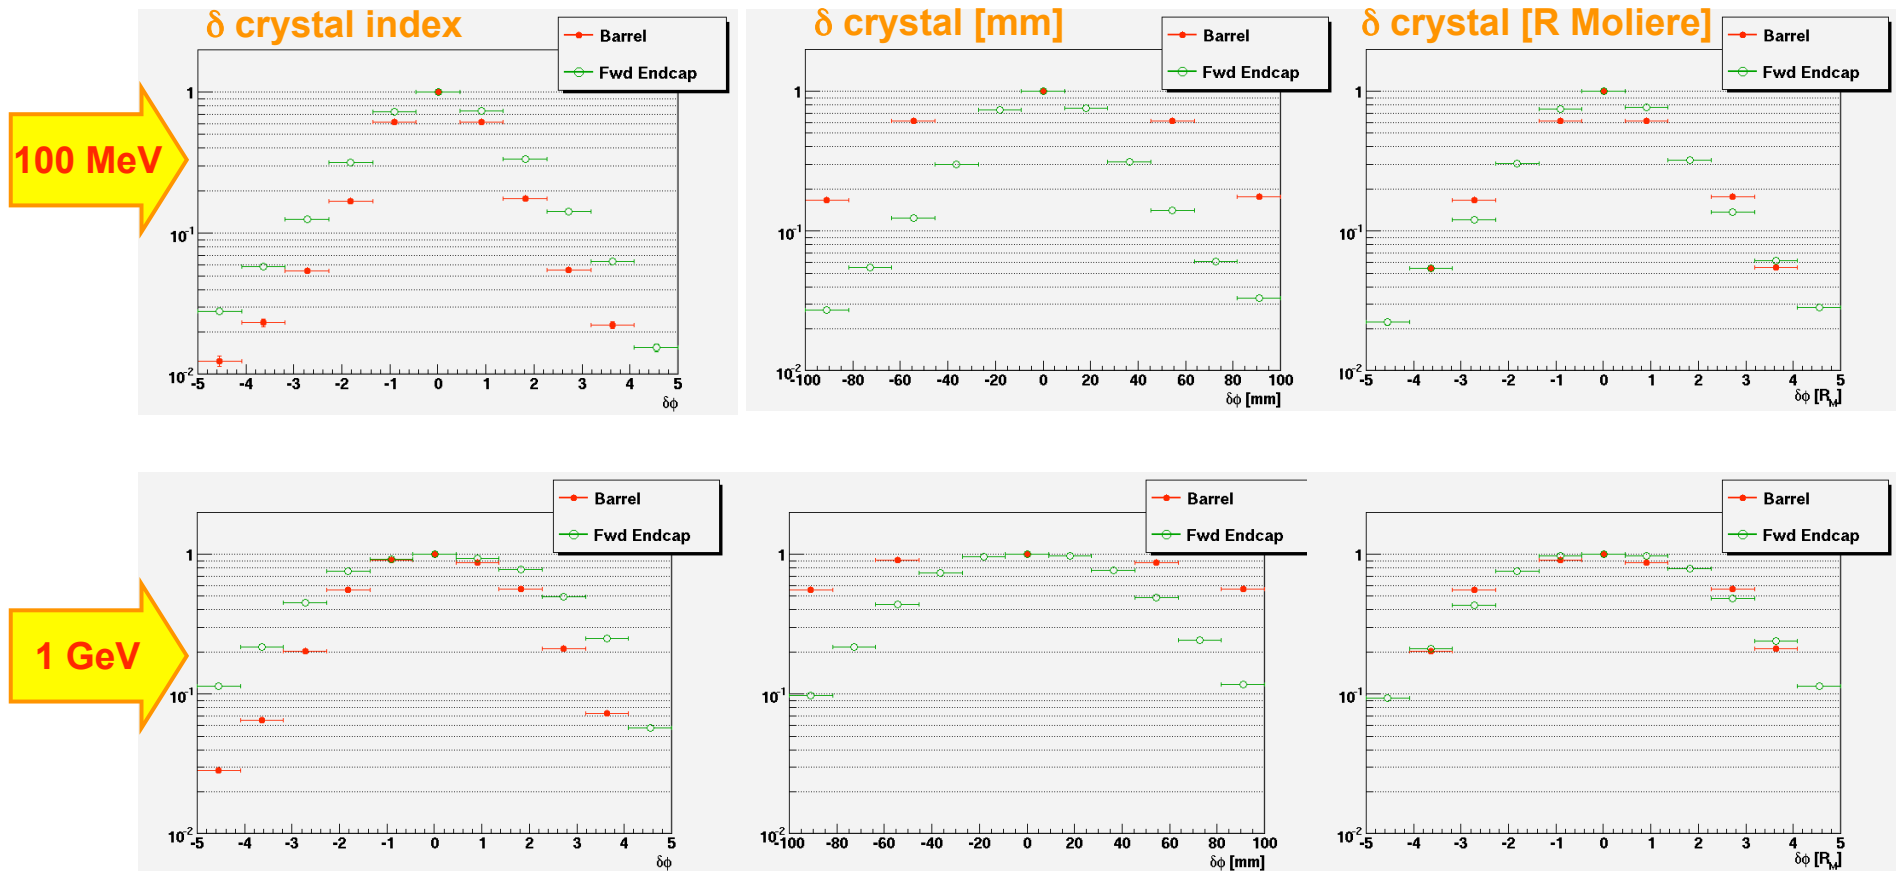 δ crystal index
δ crystal [mm]
δ crystal [R Moliere]
Barrel
Fwd Endcap
Barrel
Fwd Endcap
Barrel
Fwd Endcap
100 MeV
1
10-1
10-2
-5 -4 -3 -2 -1 0 1 2 3 4 5
δϕ
1
10-1
10-2
-100 -80 -60 -40 -20 0 20 40 60 80 100
δϕ [mm]
1
10-1
10-2
-5 -4 -3 -2 -1 0 1 2 3 4 5
δϕ [RM]
Barrel
Fwd Endcap
Barrel
Fwd Endcap
Barrel
Fwd Endcap
1 GeV
1
10-1
10-2
-5 -4 -3 -2 -1 0 1 2 3 4 5
δϕ
1
10-1
10-2
-100 -80 -60 -40 -20 0 20 40 60 80 100
δϕ [mm]
1
10-1
10-2
-5 -4 -3 -2 -1 0 1 2 3 4 5
δϕ [RM]